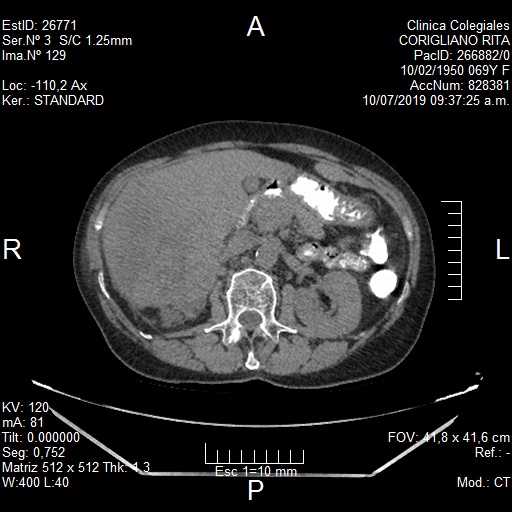 EstID: 26771
Ser.Nº 3 S/C 1.25mm
Ima.Nº 129
Loc: -110,2 Ax
Ker.: STANDARD
A
Clinica Colegiales
CORIGLIANO RITA
PacID: 266882/0
10/02/1950 069Y F
AccNum: 828381
10/07/2019 09:37:25 a.m.
R
L
KV: 120
mA: 81
Tilt: 0.000000
Seg: 0,752
Matriz 512 x 512 Thk: 1.3
W:400 L:40
Esc 1=10 mm
P
FOV: 41,8 x 41,6 cm
Ref.: -
Mod.: CT